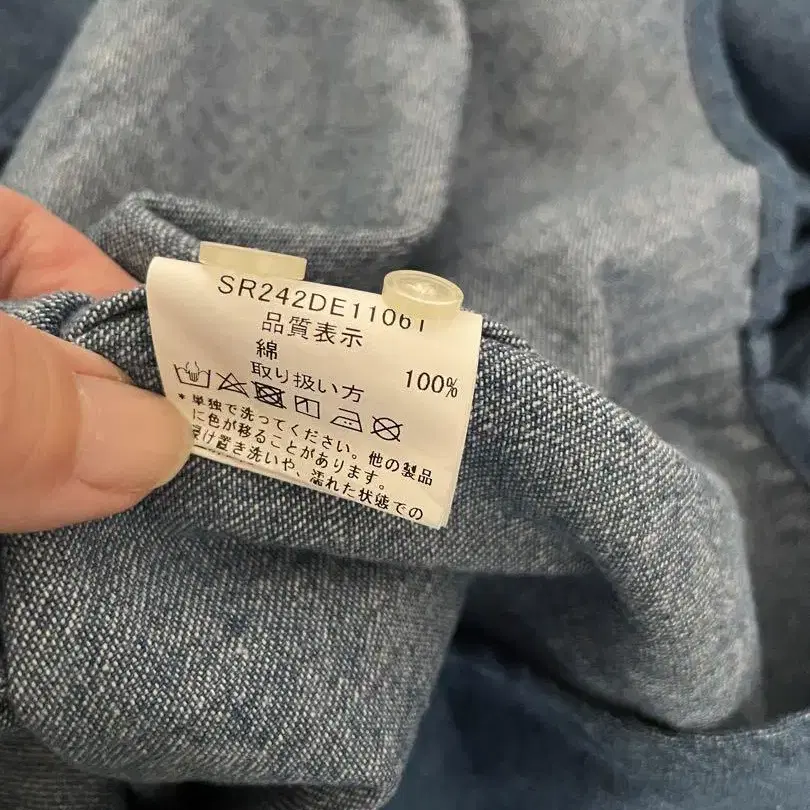 SR242DE11061
品質表示
綿 100%
取り扱い方
*単独で洗ってください。他の製品
に色が移ることがあります。
け置き洗いや、濡れた状態での